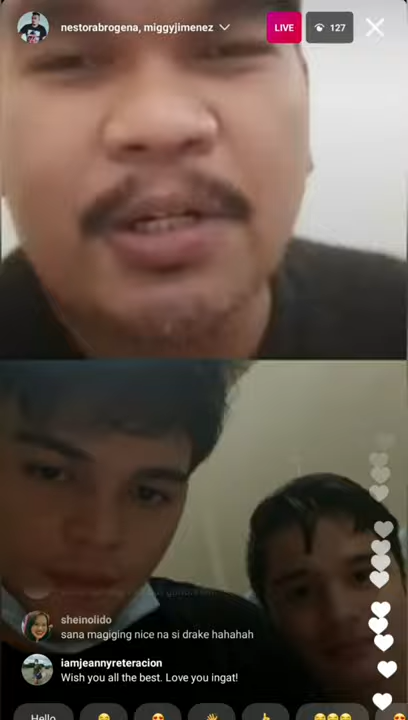 nestorabrogena, miggyjimenez
LIVE
127
sheinolido
sana magiging nice na si drake hahahah
iamjeannyreteracion
Wish you all the best. Love you ingat!
Hello